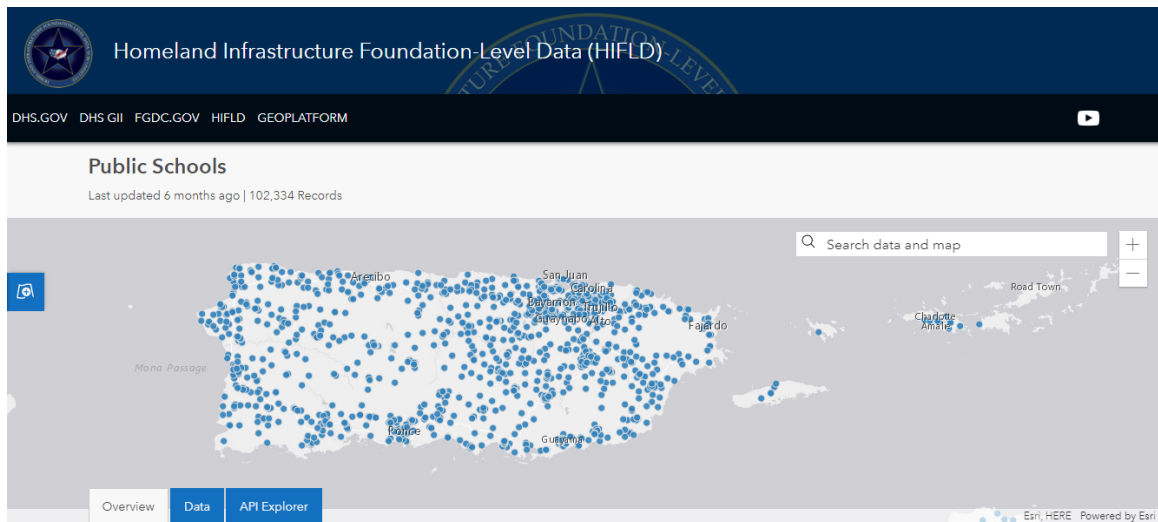 Homeland Infrastructure Foundation-Level Data (HIFLD)
DHS.GOV DHS GII FGDC.GOV HIFLD GEOPLATFORM
Public Schools
Last updated 6 months ago | 102,334 Records
Search data and map
+
−
Arecibo
San Juan
Carolina
Bayamon
Trujillo
Guaynabo Alto
Fajardo
Road Town
Charlotte
Amalie
Mona Passage
Ponce
Guayama
Overview Data API Explorer
Esri, HERE Powered by Esri